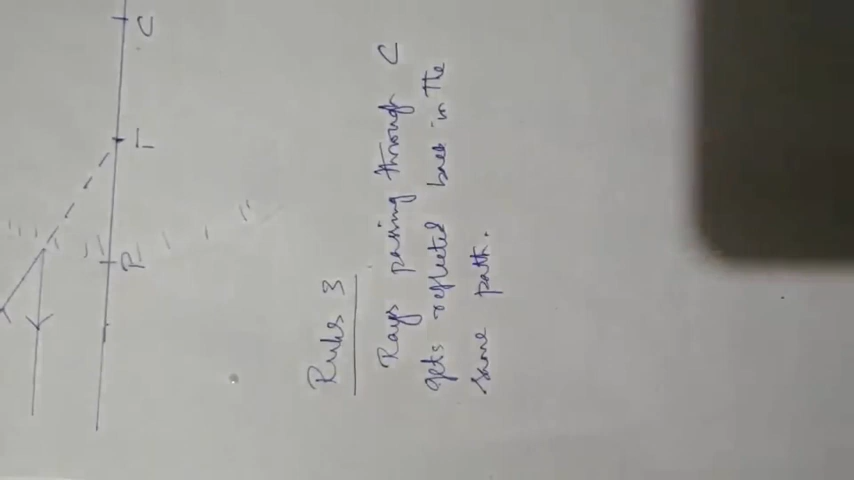 P F C
Rules 3
Rays passing through C
gets reflected back in the
same path.